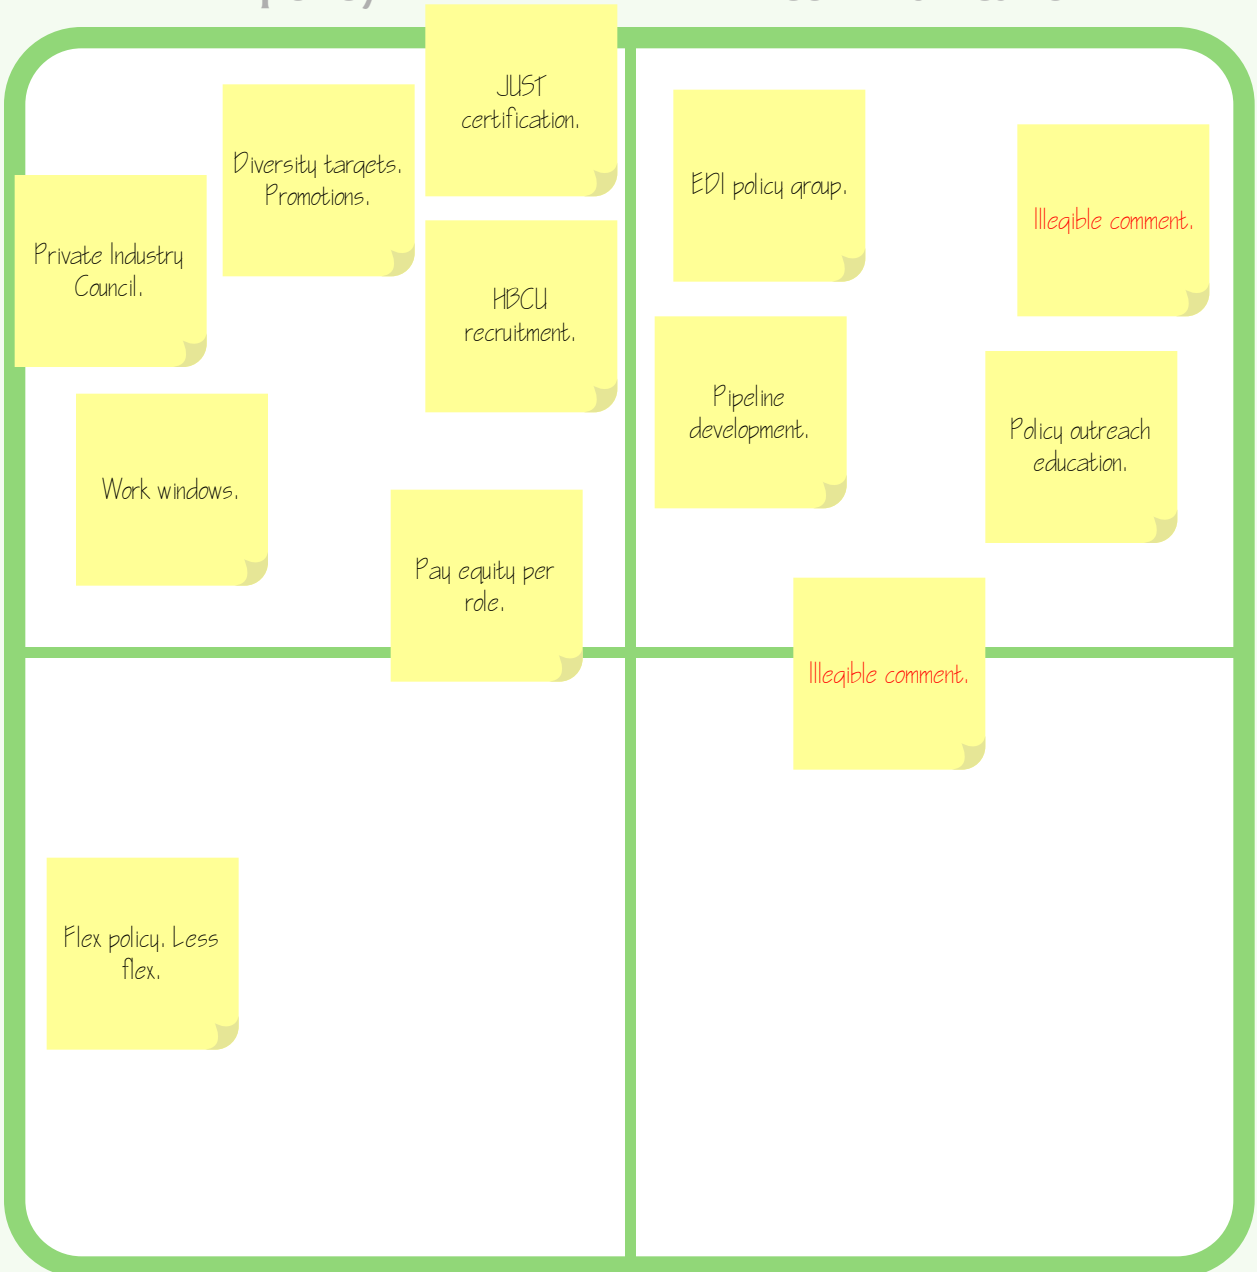 JUST
certification.
Diversity targets.
Promotions.
Private Industry
Council.
HBCU
recruitment.
Work windows.
Pay equity per
role.
EDI policy group.
Illegible comment.
Pipeline
development.
Policy outreach
education.
Illegible comment.
Flex policy. Less
flex.